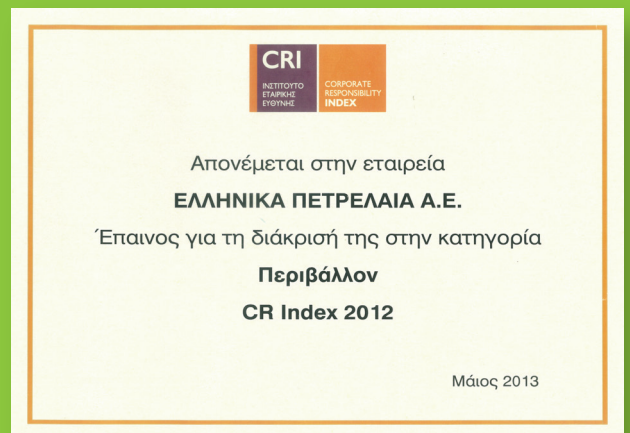 CRI
ΙΝΣΤΙΤΟΥΤΟ
ΕΤΑΙΡΙΚΗΣ
ΕΥΘΥΝΗΣ
CORPORATE
RESPONSIBILITY
INDEX
Απονέμεται στην εταιρεία
ΕΛΛΗΝΙΚΑ ΠΕΤΡΕΛΑΙΑ Α.Ε.
Έπαινος για τη διάκρισή της στην κατηγορία
Περιβάλλον
CR Index 2012
Μάιος 2013